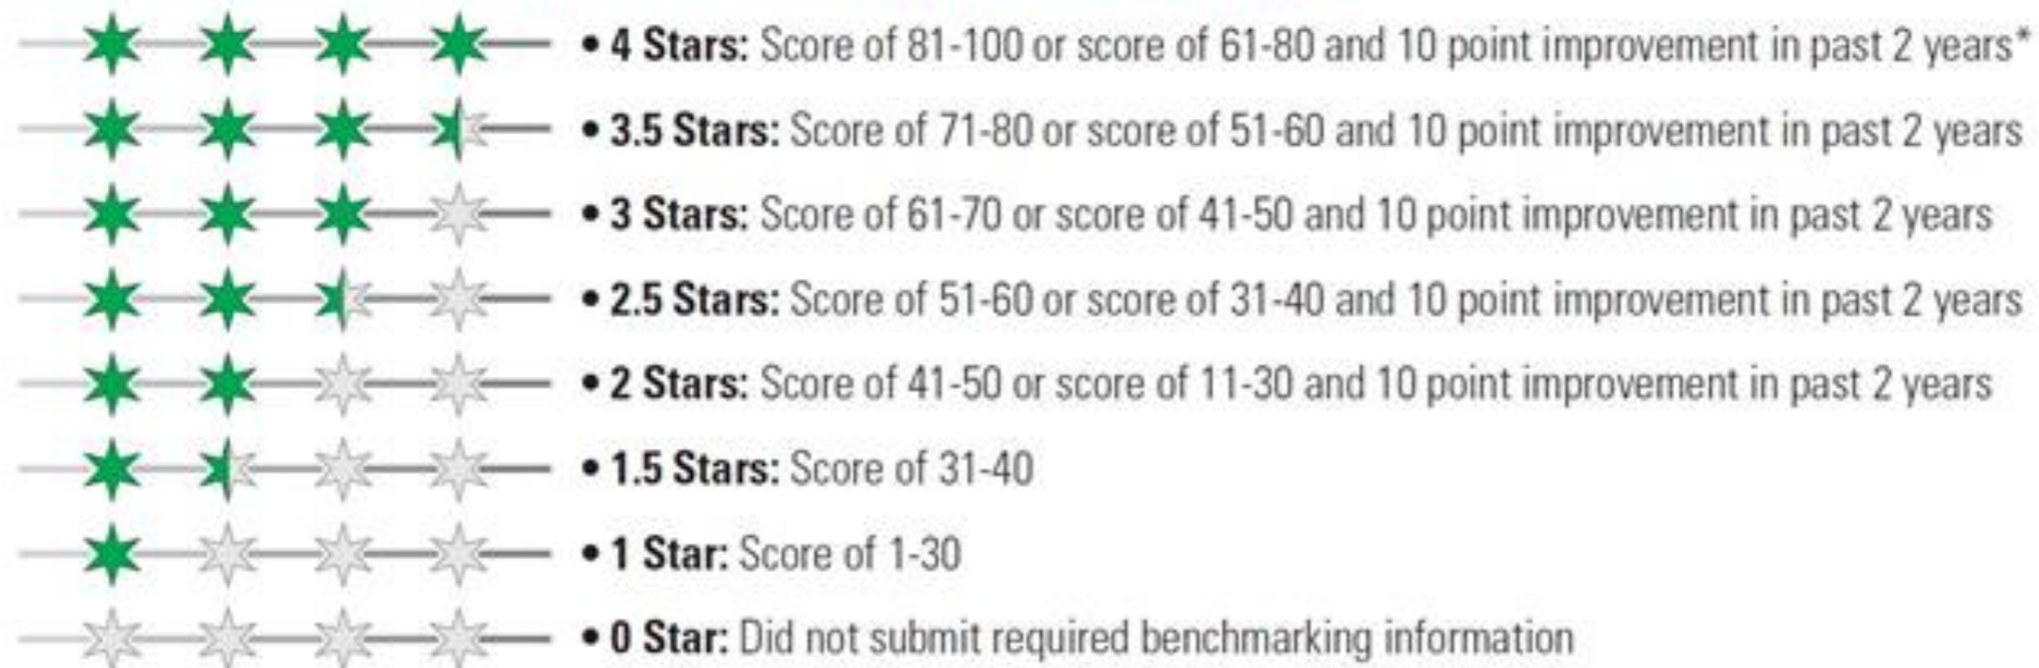 • 4 Stars: Score of 81-100 or score of 61-80 and 10 point improvement in past 2 years*
• 3.5 Stars: Score of 71-80 or score of 51-60 and 10 point improvement in past 2 years
• 3 Stars: Score of 61-70 or score of 41-50 and 10 point improvement in past 2 years
• 2.5 Stars: Score of 51-60 or score of 31-40 and 10 point improvement in past 2 years
• 2 Stars: Score of 41-50 or score of 11-30 and 10 point improvement in past 2 years
• 1.5 Stars: Score of 31-40
• 1 Star: Score of 1-30
• 0 Star: Did not submit required benchmarking information